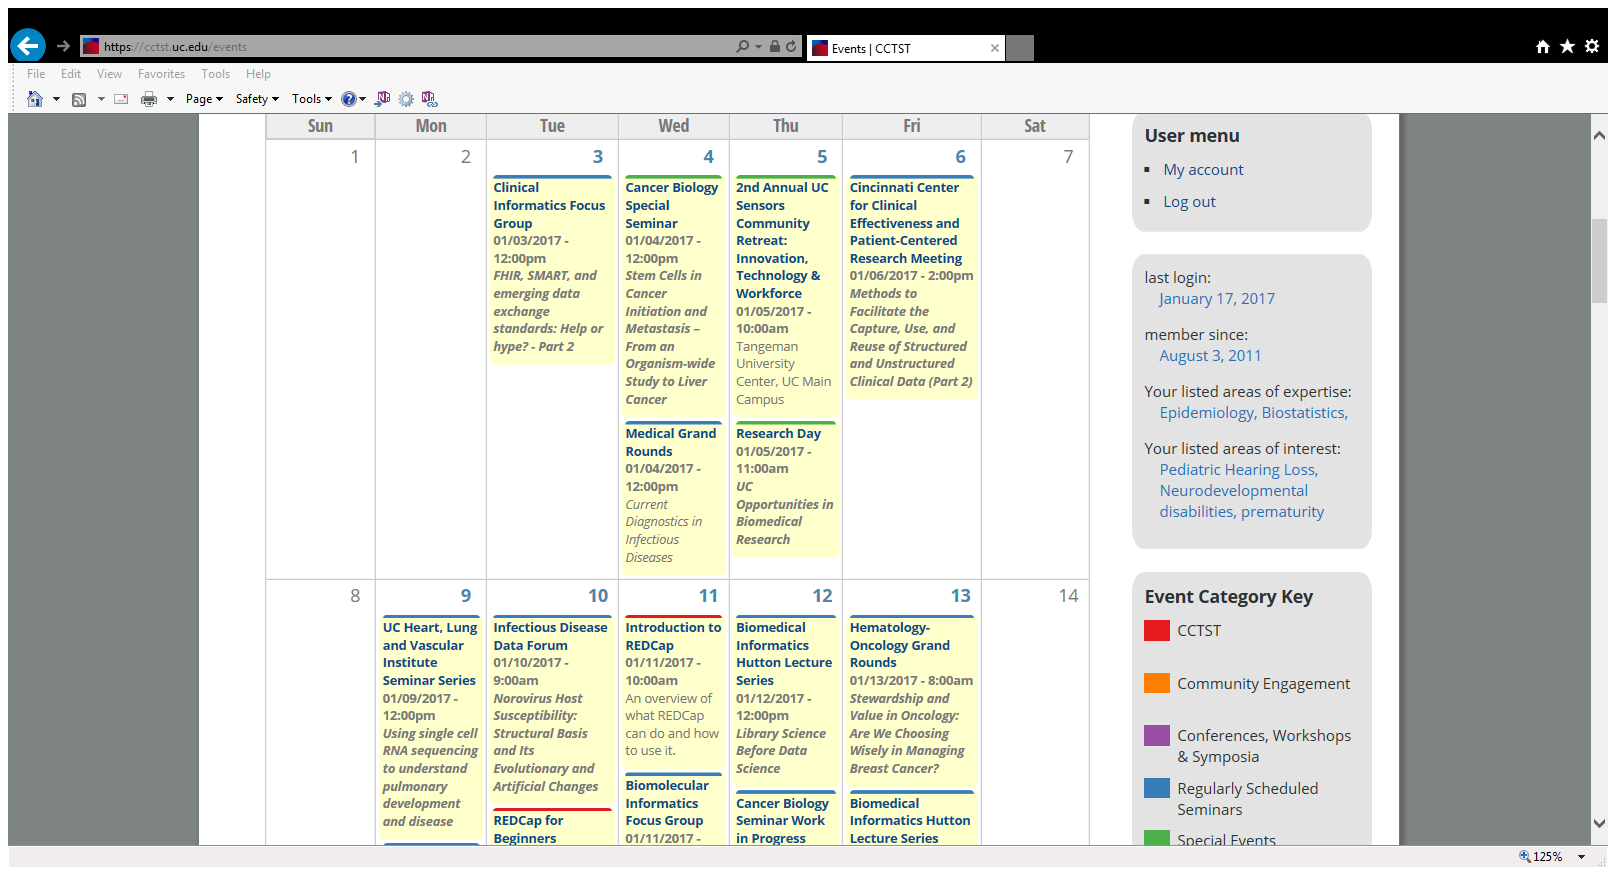 https://cctst.uc.edu/events
Events | CCTST
File Edit View Favorites Tools Help
Page Safety Tools
Sun Mon Tue Wed Thu Fri Sat
1
2
3
Clinical
Informatics Focus
Group
01/03/2017 -
12:00pm
FHIR, SMART, and
emerging data
exchange
standards: Help or
hype? - Part 2
4
Cancer Biology
Special
Seminar
01/04/2017 -
12:00pm
Stem Cells in
Cancer
Initiation and
Metastasis –
From an
Organism-wide
Study to Liver
Cancer
Medical Grand
Rounds
01/04/2017 -
12:00pm
Current
Diagnostics in
Infectious
Diseases
5
2nd Annual UC
Sensors
Community
Retreat:
Innovation,
Technology &
Workforce
01/05/2017 -
10:00am
Tangeman
University
Center, UC Main
Campus
Research Day
01/05/2017 -
11:00am
UC
Opportunities in
Biomedical
Research
6
Cincinnati Center
for Clinical
Effectiveness and
Patient-Centered
Research Meeting
01/06/2017 - 2:00pm
Methods to
Facilitate the
Capture, Use, and
Reuse of Structured
and Unstructured
Clinical Data (Part 2)
7
8
9
UC Heart, Lung
and Vascular
Institute
Seminar Series
01/09/2017 -
12:00pm
Using single cell
RNA sequencing
to understand
pulmonary
development
and disease
10
Infectious Disease
Data Forum
01/10/2017 -
9:00am
Norovirus Host
Susceptibility:
Structural Basis
and Its
Evolutionary and
Artificial Changes
REDCap for
Beginners
11
Introduction to
REDCap
01/11/2017 -
10:00am
An overview of
what REDCap
can do and how
to use it.
Biomolecular
Informatics
Focus Group
01/11/2017 -
12
Biomedical
Informatics
Hutton Lecture
Series
01/12/2017 -
12:00pm
Library Science
Before Data
Science
Cancer Biology
Seminar Work
in Progress
13
Hematology-
Oncology Grand
Rounds
01/13/2017 - 8:00am
Stewardship and
Value in Oncology:
Are We Choosing
Wisely in Managing
Breast Cancer?
Biomedical
Informatics Hutton
Lecture Series
14
User menu
My account
Log out
last login:
January 17, 2017
member since:
August 3, 2011
Your listed areas of expertise:
Epidemiology, Biostatistics,
Your listed areas of interest:
Pediatric Hearing Loss,
Neurodevelopmental
disabilities, prematurity
Event Category Key
CCTST
Community Engagement
Conferences, Workshops
& Symposia
Regularly Scheduled
Seminars
Special Events
125%